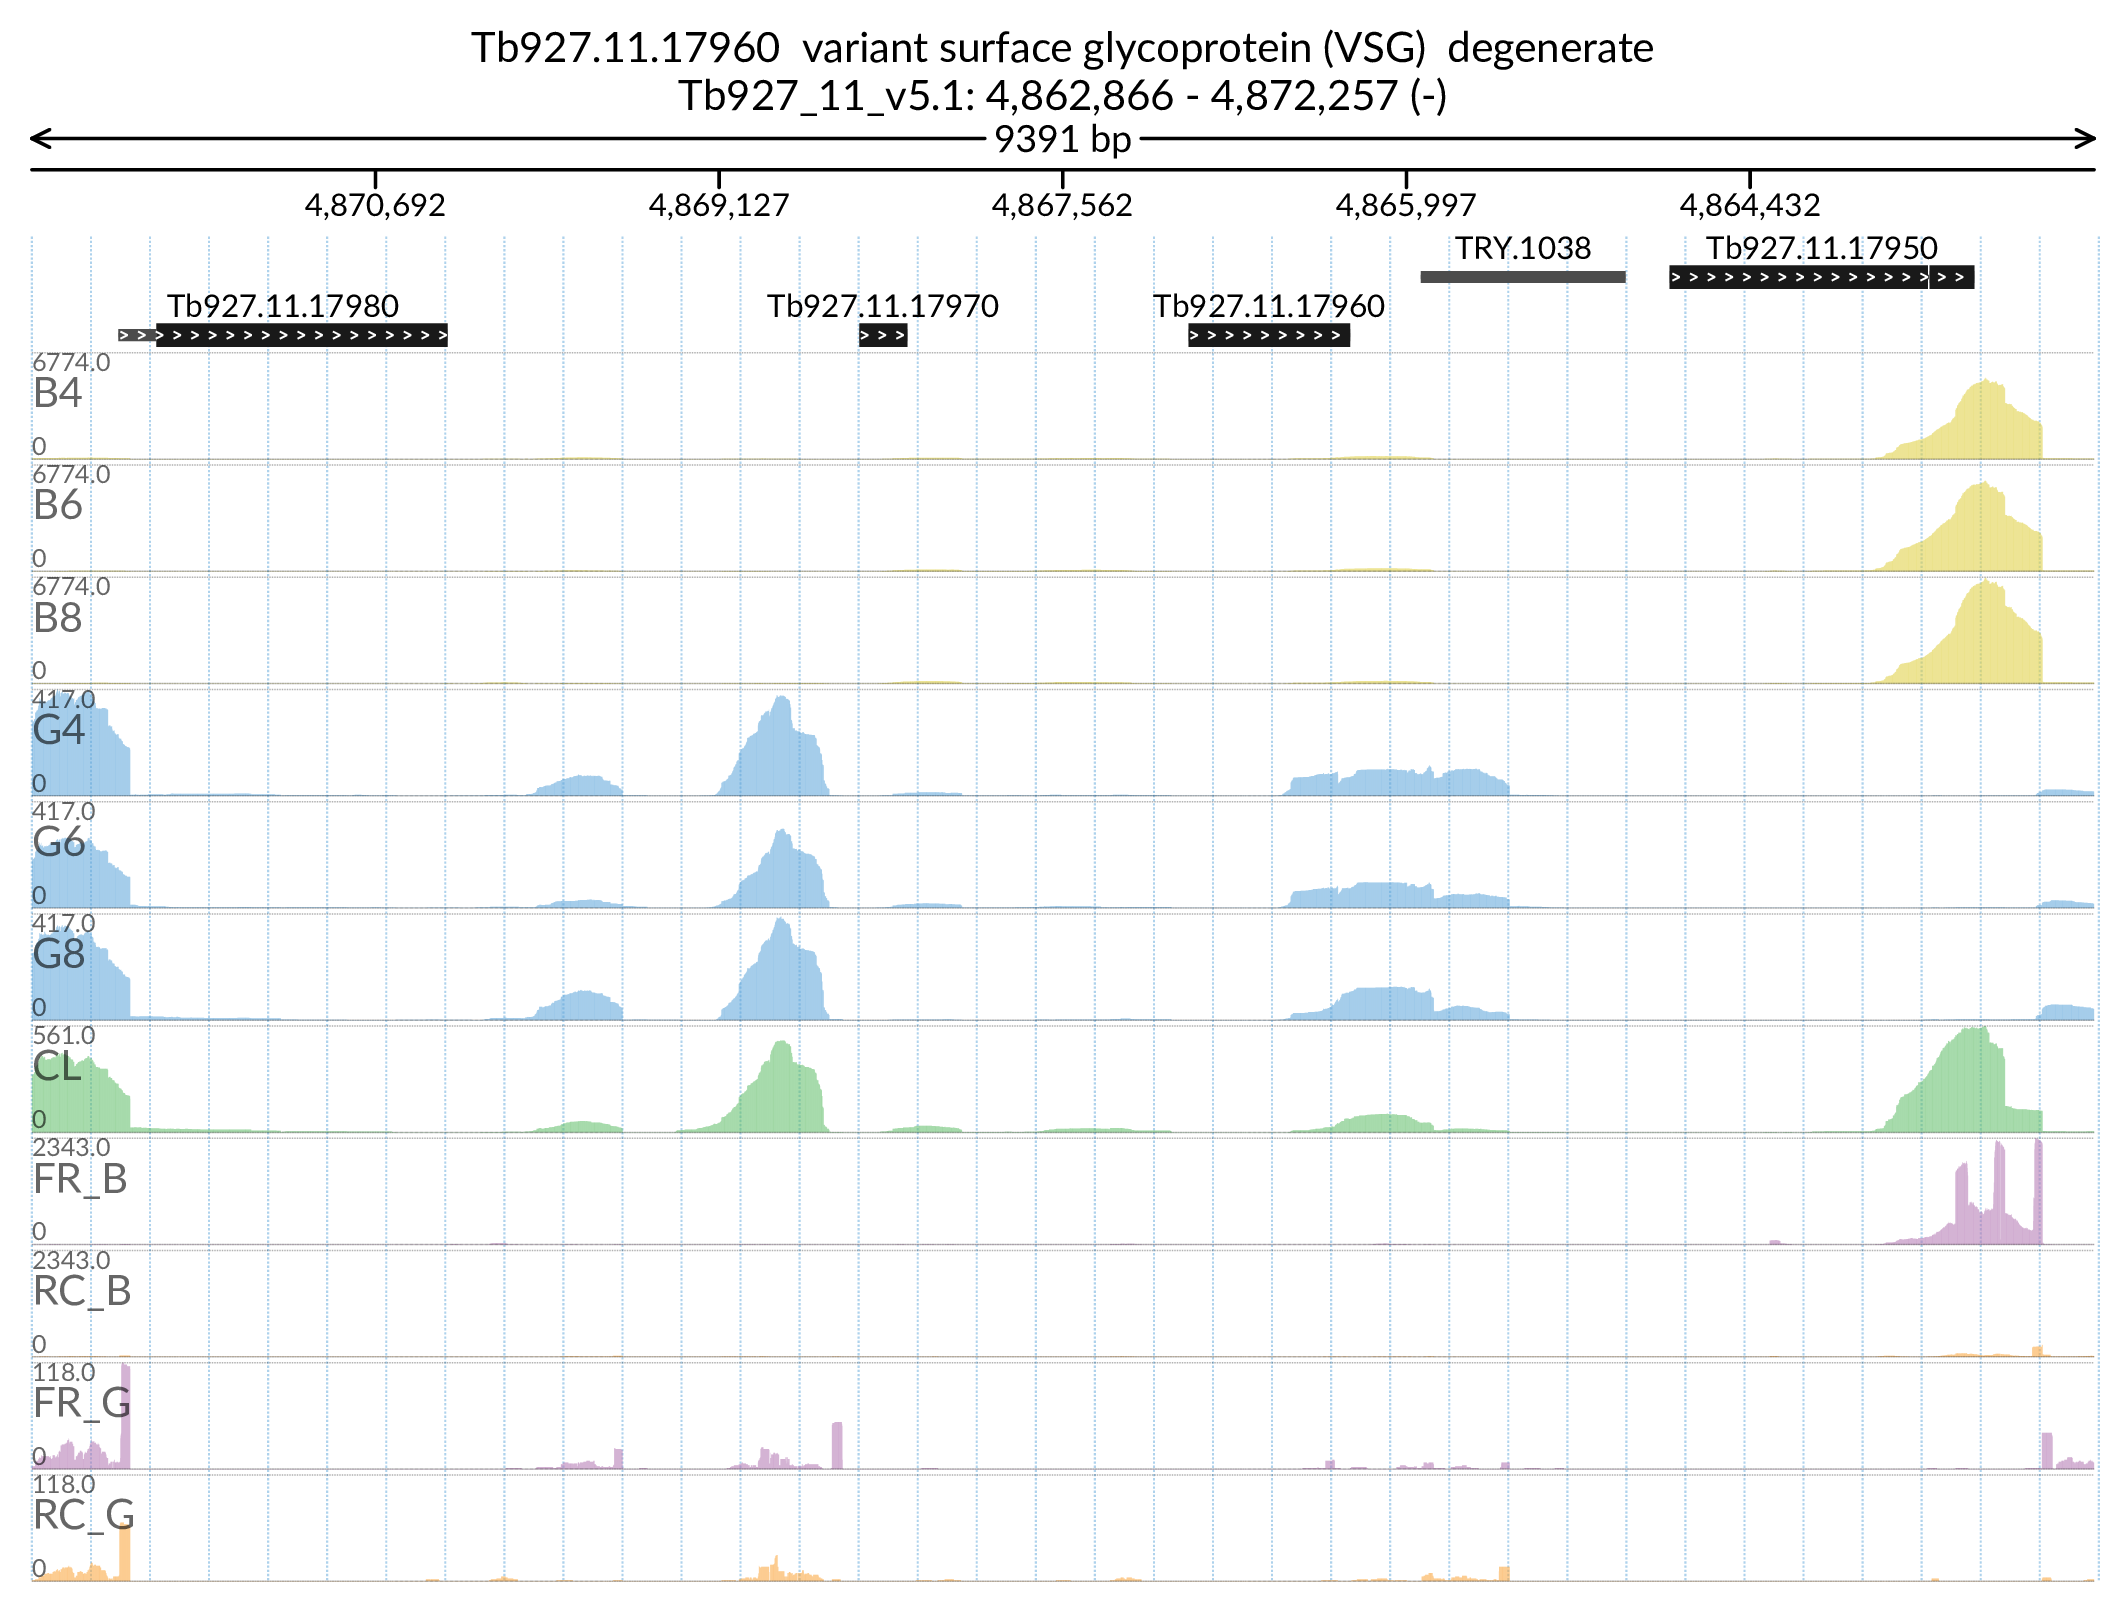 Tb927.11.17960  variant surface glycoprotein (VSG)  degenerate
Tb927_11_v5.1: 4,862,866 - 4,872,257 (-)
9391 bp
4,870,692 4,869,127 4,867,562 4,865,997 4,864,432
TRY.1038 Tb927.11.17950
Tb927.11.17980 Tb927.11.17970 Tb927.11.17960
6774.0
B4
0
6774.0
B6
0
6774.0
B8
0
417.0
G4
0
417.0
G6
0
417.0
G8
0
561.0
CL
0
2343.0
FR_B
0
2343.0
RC_B
0
118.0
FR_G
0
118.0
RC_G
0